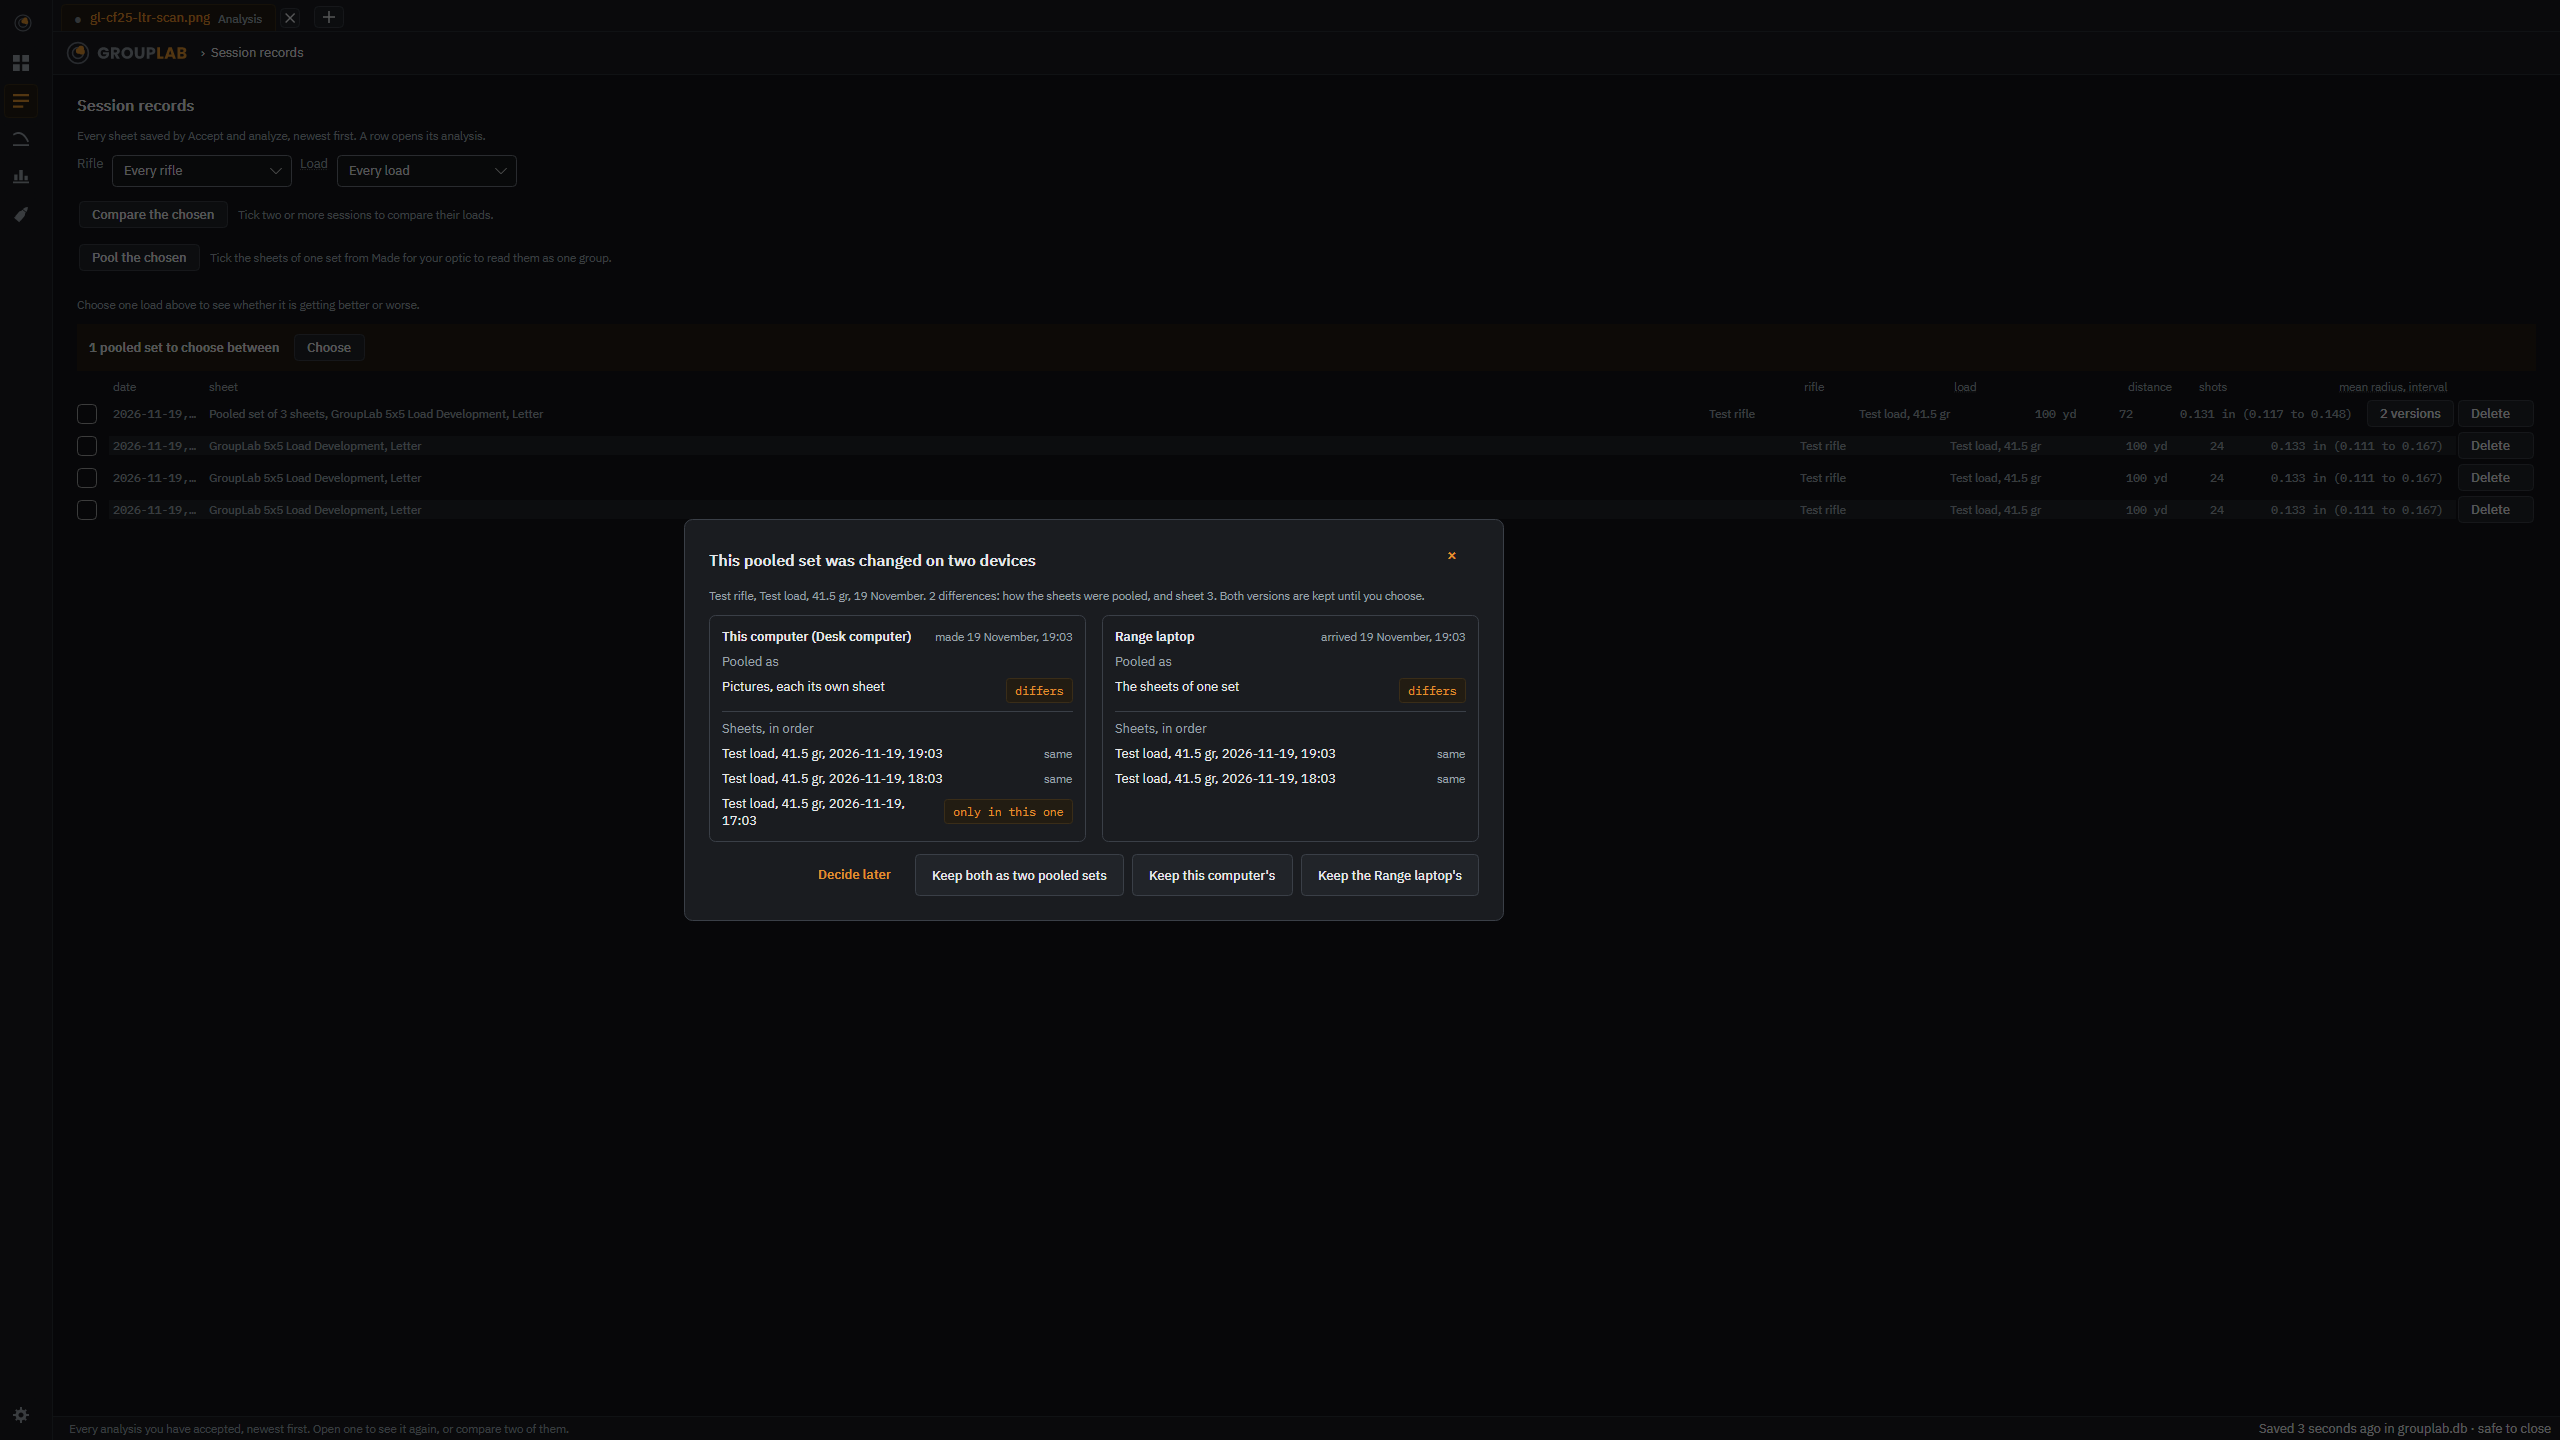 gl-cf25-ltr-scan.png Analysis
GROUPLAB › Session records
Session records
Every sheet saved by Accept and analyze, newest first. A row opens its analysis.
Rifle Every rifle Load Every load
Compare the chosen Tick two or more sessions to compare their loads.
Pool the chosen Tick the sheets of one set from Made for your optic to read them as one group.
Choose one load above to see whether it is getting better or worse.
1 pooled set to choose between Choose
date sheet rifle load distance shots mean radius, interval
2026-11-19,… Pooled set of 3 sheets, GroupLab 5x5 Load Development, Letter Test rifle Test load, 41.5 gr 100 yd 72 0.131 in (0.117 to 0.148) 2 versions Delete
2026-11-19,… GroupLab 5x5 Load Development, Letter Test rifle Test load, 41.5 gr 100 yd 24 0.133 in (0.111 to 0.167) Delete
2026-11-19,… GroupLab 5x5 Load Development, Letter Test rifle Test load, 41.5 gr 100 yd 24 0.133 in (0.111 to 0.167) Delete
2026-11-19,… GroupLab 5x5 Load Development, Letter Test rifle Test load, 41.5 gr 100 yd 24 0.133 in (0.111 to 0.167) Delete
This pooled set was changed on two devices
Test rifle, Test load, 41.5 gr, 19 November. 2 differences: how the sheets were pooled, and sheet 3. Both versions are kept until you choose.
This computer (Desk computer) made 19 November, 19:03
Pooled as
Pictures, each its own sheet differs
Sheets, in order
Test load, 41.5 gr, 2026-11-19, 19:03 same
Test load, 41.5 gr, 2026-11-19, 18:03 same
Test load, 41.5 gr, 2026-11-19,
17:03 only in this one
Range laptop arrived 19 November, 19:03
Pooled as
The sheets of one set differs
Sheets, in order
Test load, 41.5 gr, 2026-11-19, 19:03 same
Test load, 41.5 gr, 2026-11-19, 18:03 same
Decide later Keep both as two pooled sets Keep this computer's Keep the Range laptop's
Every analysis you have accepted, newest first. Open one to see it again, or compare two of them.
Saved 3 seconds ago in grouplab.db · safe to close